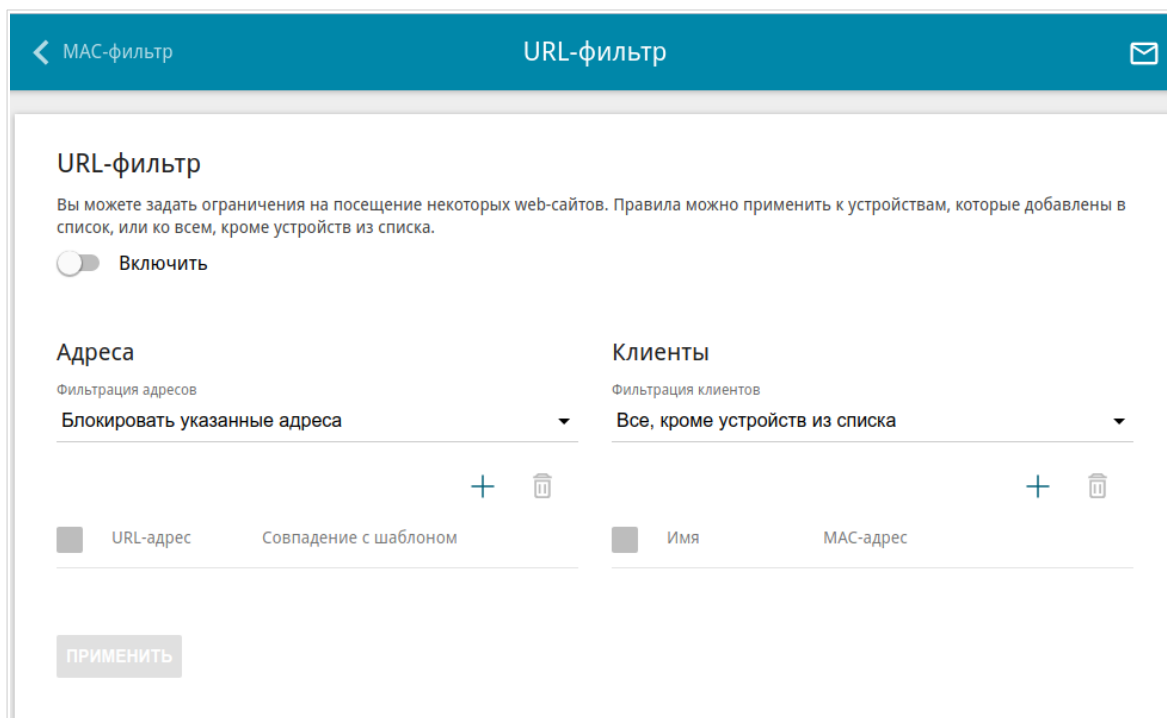 МАС-фильтр
URL-фильтр
URL-фильтр
Вы можете задать ограничения на посещение некоторых web-сайтов. Правила можно применить к устройствам, которые добавлены в
список, или ко всем, кроме устройств из списка.
Включить
Адреса
Фильтрация адресов
Блокировать указанные адреса
URL-адрес Совпадение с шаблоном
Клиенты
Фильтрация клиентов
Все, кроме устройств из списка
Имя MAC-адрес
ПРИМЕНИТЬ